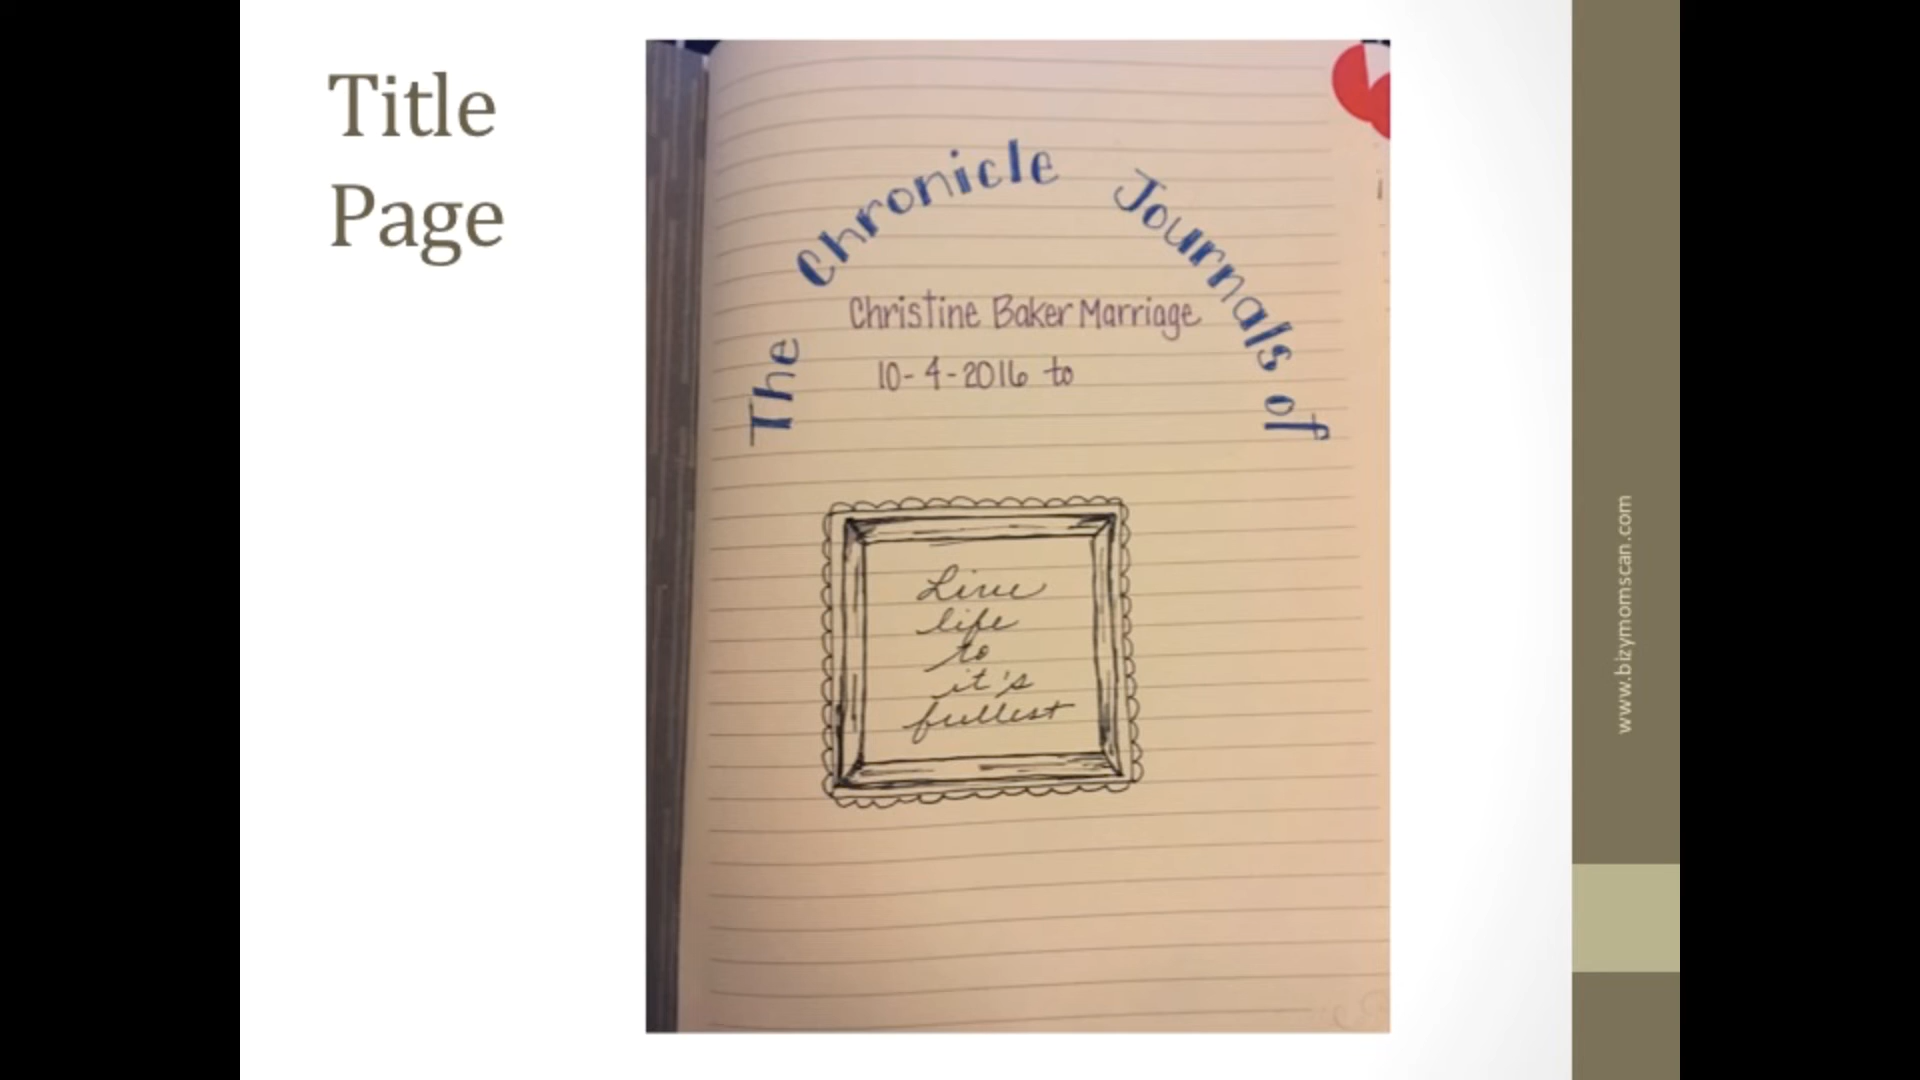 Title
Page
The Chronicle Journals of
Christine Baker Marriage
10-4-2016 to
Live
life
to
it's
fullest
www.bizymomscan.com